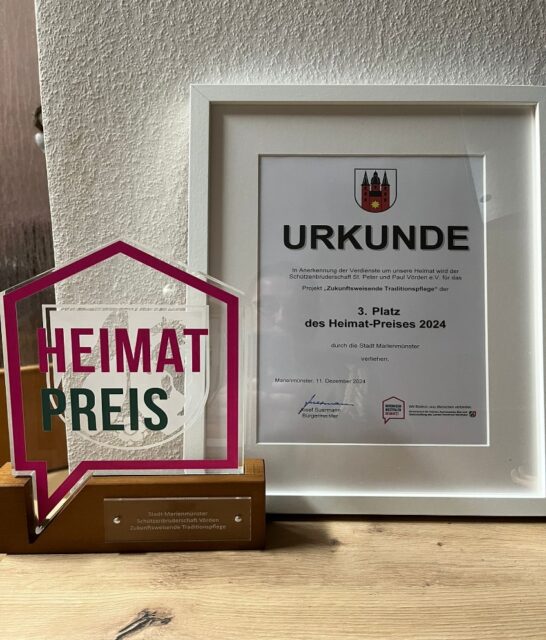 HEIMAT
PREIS
Stadt Marienmünster
Schützenbruderschaft Vörden
Zukunftsweisende Traditionspflege
URKUNDE
In Anerkennung der Verdienste um unsere Heimat wird der
Schützenbruderschaft St. Peter und Paul Vörden e.V. für das
Projekt „Zukunftsweisende Traditionspflege“ der
3. Platz
des Heimat-Preises 2024
durch die Stadt Marienmünster
verliehen.
Marienmünster, 11. Dezember 2024
Josef Suermann
Bürgermeister